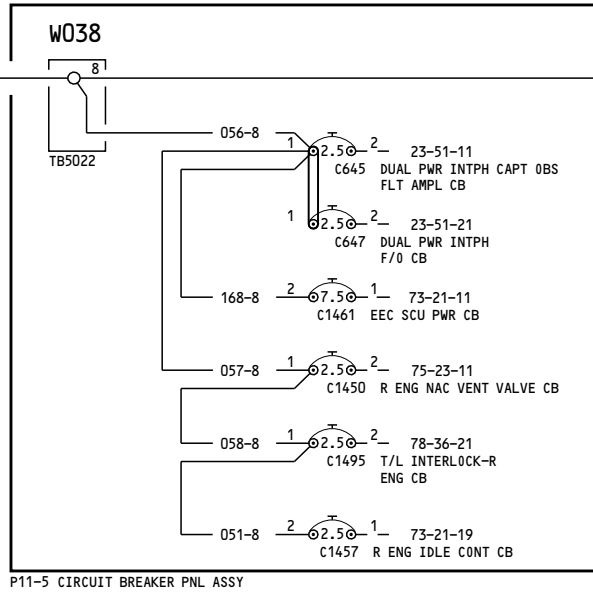 W038
8
TB5022
056-8 1 2.5 2 23-51-11
C645 DUAL PWR INTPH CAPT OBS
FLT AMPL CB
1 2.5 2 23-51-21
C647 DUAL PWR INTPH
F/O CB
168-8 2 7.5 1 73-21-11
C1461 EEC SCU PWR CB
057-8 1 2.5 2 75-23-11
C1450 R ENG NAC VENT VALVE CB
058-8 1 2.5 2 78-36-21
C1495 T/L INTERLOCK-R
ENG CB
051-8 2 2.5 1 73-21-19
C1457 R ENG IDLE CONT CB
P11-5 CIRCUIT BREAKER PNL ASSY